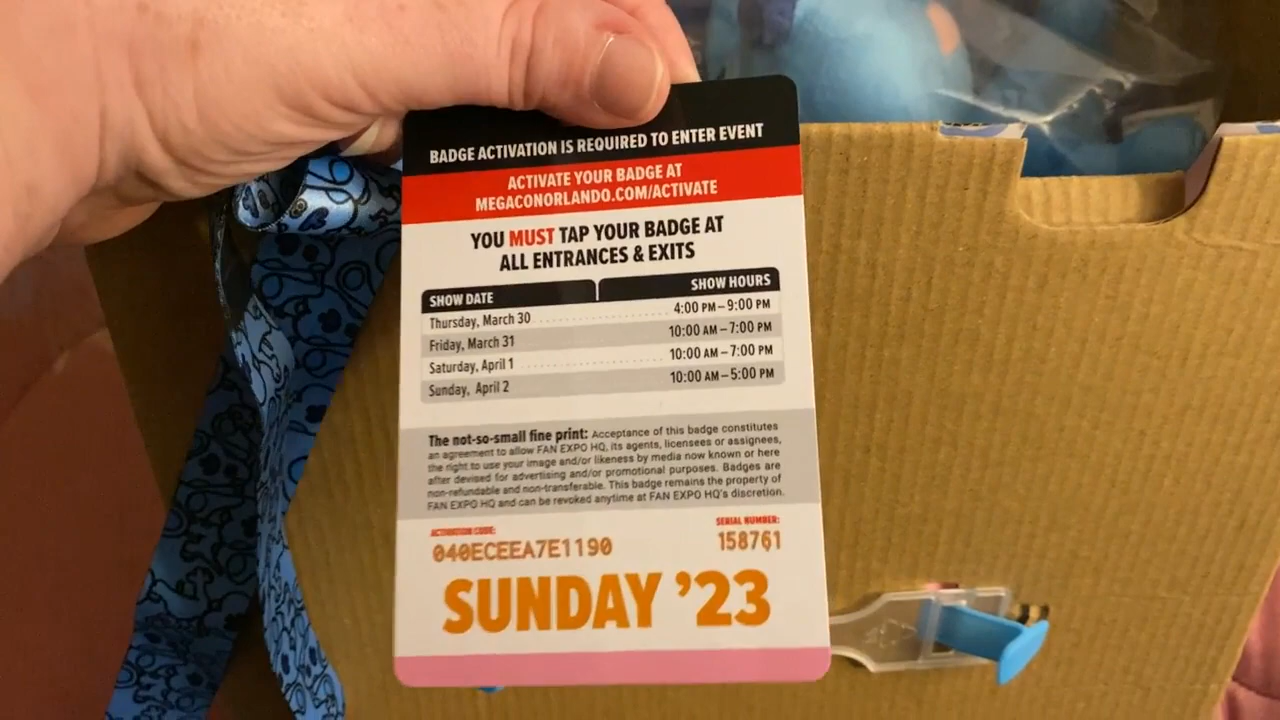 BADGE ACTIVATION IS REQUIRED TO ENTER EVENT
ACTIVATE YOUR BADGE AT
MEGACONORLANDO.COM/ACTIVATE
YOU MUST TAP YOUR BADGE AT
ALL ENTRANCES & EXITS
SHOW DATE SHOW HOURS
Thursday, March 30 4:00 PM – 9:00 PM
Friday, March 31 10:00 AM – 7:00 PM
Saturday, April 1 10:00 AM – 7:00 PM
Sunday, April 2 10:00 AM – 5:00 PM
The not-so-small fine print: Acceptance of this badge constitutes
an agreement to allow FAN EXPO HQ, its agents, licensees or assignees,
the right to use your image and/or likeness by media now known or here
after devised for advertising and/or promotional purposes. Badges are
non-refundable and non-transferable. This badge remains the property of
FAN EXPO HQ and can be revoked anytime at FAN EXPO HQ's discretion.
ACTIVATION CODE: SERIAL NUMBER:
040ECEEA7E1190 158761
SUNDAY '23